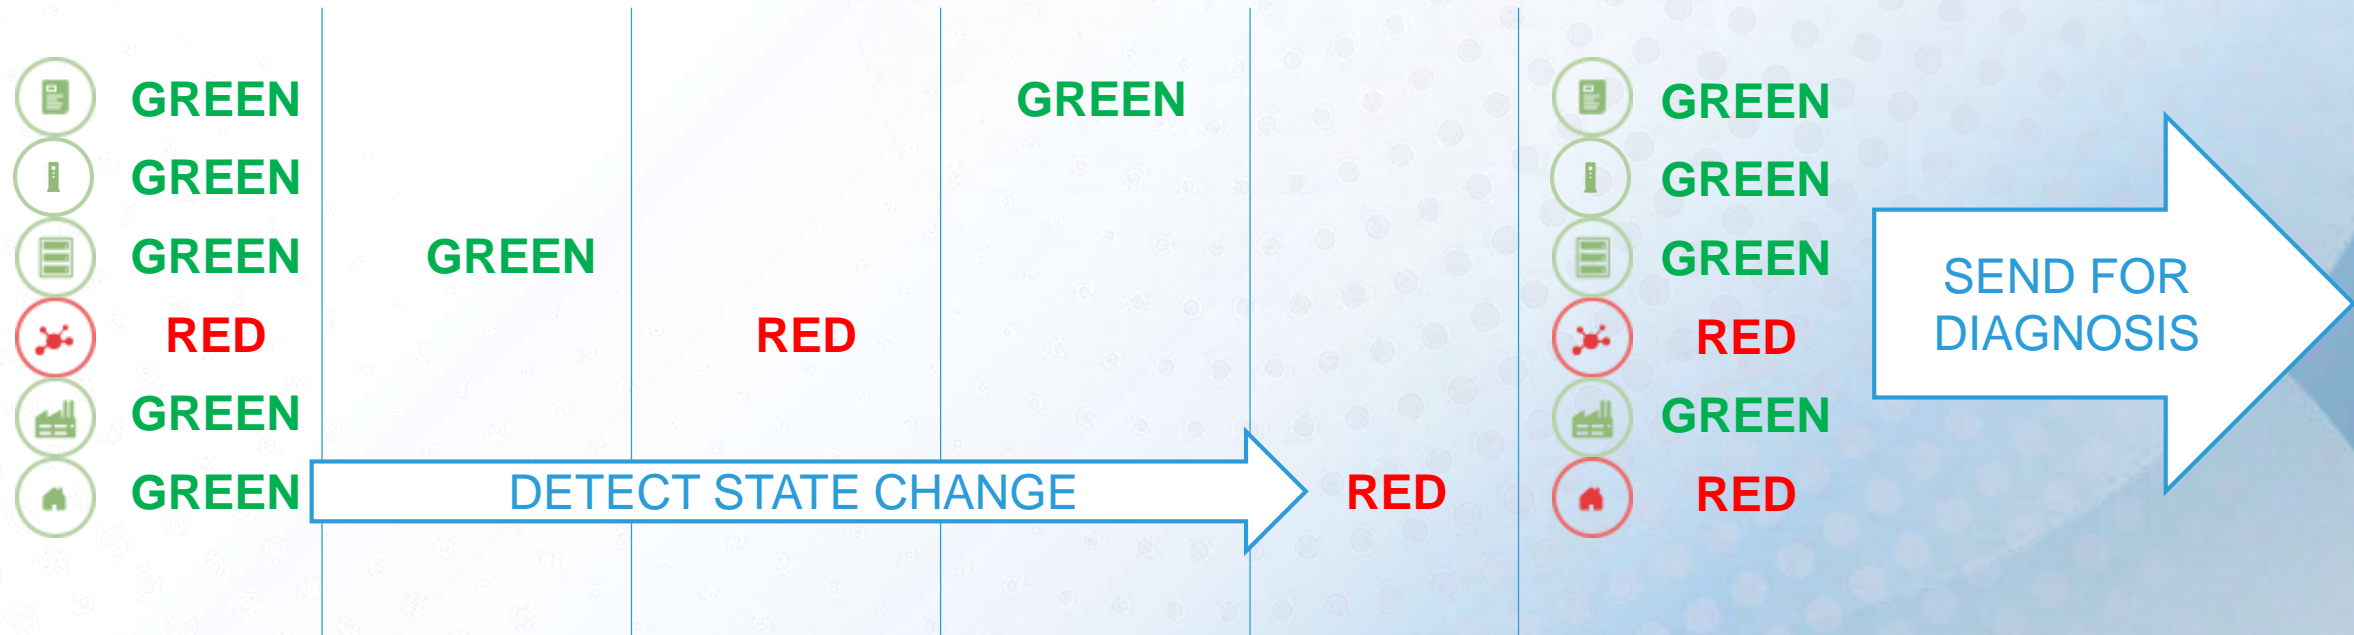 GREEN GREEN GREEN
GREEN GREEN
GREEN GREEN GREEN
RED RED RED
GREEN GREEN
GREEN DETECT STATE CHANGE RED RED
SEND FOR
DIAGNOSIS